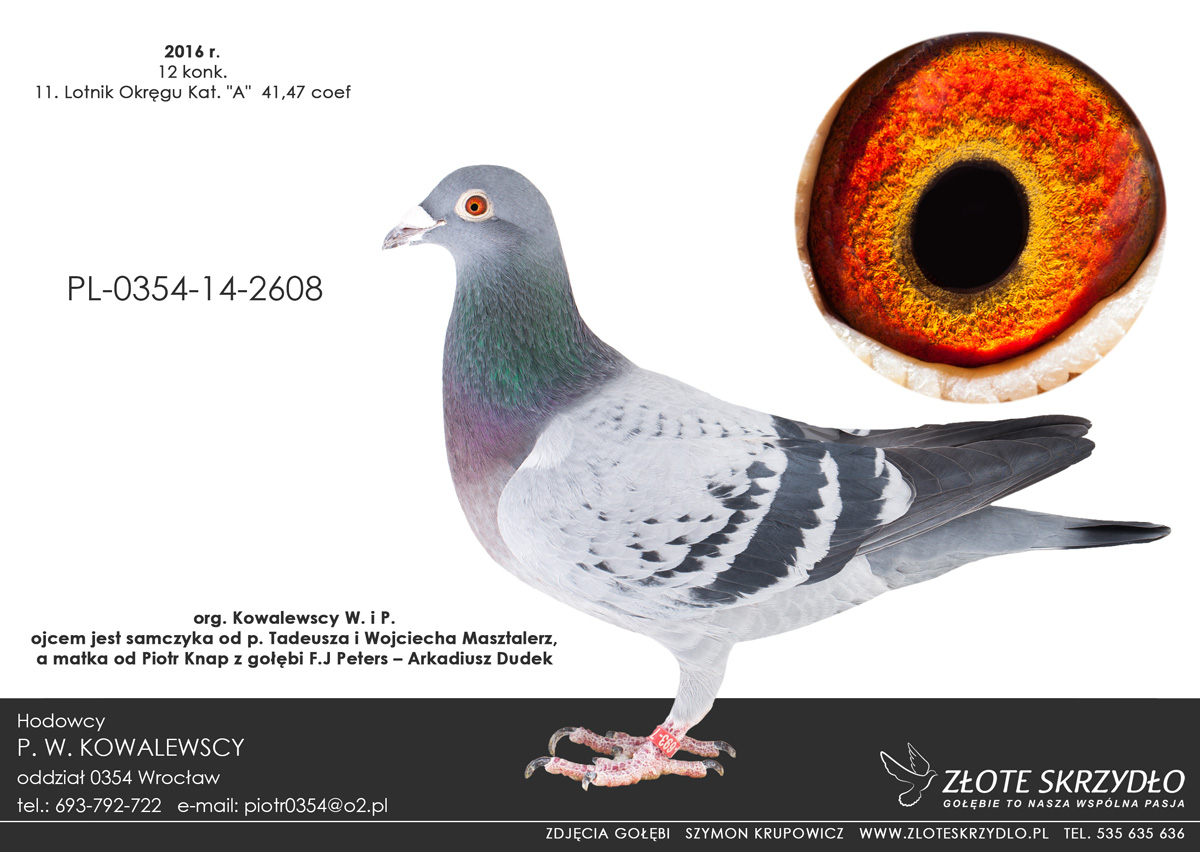 2016 r.
12 konk.
11. Lotnik Okręgu Kat. "A"  41,47 coef
PL-0354-14-2608
org. Kowalewscy W. i P.
ojcem jest samczyka od p. Tadeusza i Wojciecha Masztalerz,
a matka od Piotr Knap z gołębi F.J Peters – Arkadiusz Dudek
Hodowcy
P. W. KOWALEWSCY
oddział 0354 Wrocław
tel.: 693-792-722   e-mail: piotr0354@o2.pl
ZŁOTE SKRZYDŁO
GOŁĘBIE TO NASZA WSPÓLNA PASJA
ZDJĘCIA GOŁĘBI   SZYMON KRUPOWICZ   WWW.ZLOTESKRZYDLO.PL   TEL. 535 635 636